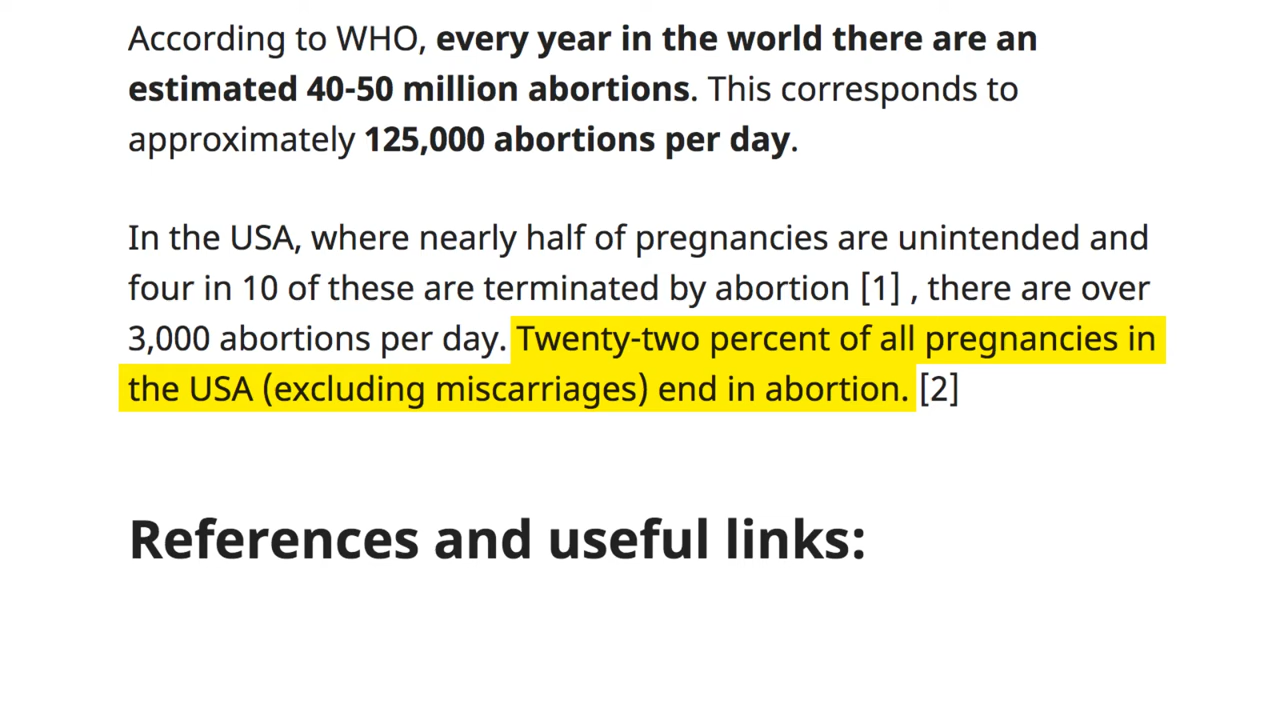 According to WHO, every year in the world there are an
estimated 40-50 million abortions. This corresponds to
approximately 125,000 abortions per day.
In the USA, where nearly half of pregnancies are unintended and
four in 10 of these are terminated by abortion [1] , there are over
3,000 abortions per day. Twenty-two percent of all pregnancies in
the USA (excluding miscarriages) end in abortion. [2]
References and useful links: